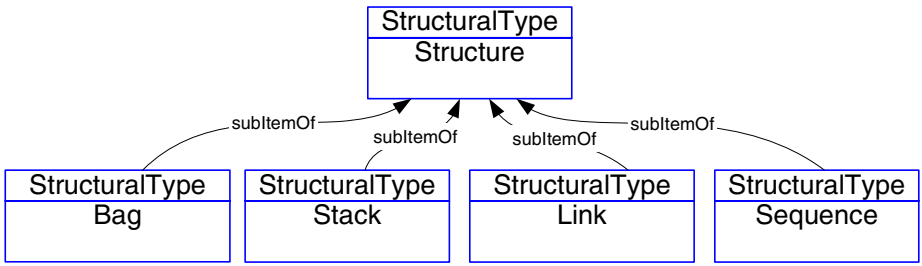 StructuralType
Structure
subItemOf
subItemOf
subItemOf
subItemOf
StructuralType
Bag
StructuralType
Stack
StructuralType
Link
StructuralType
Sequence